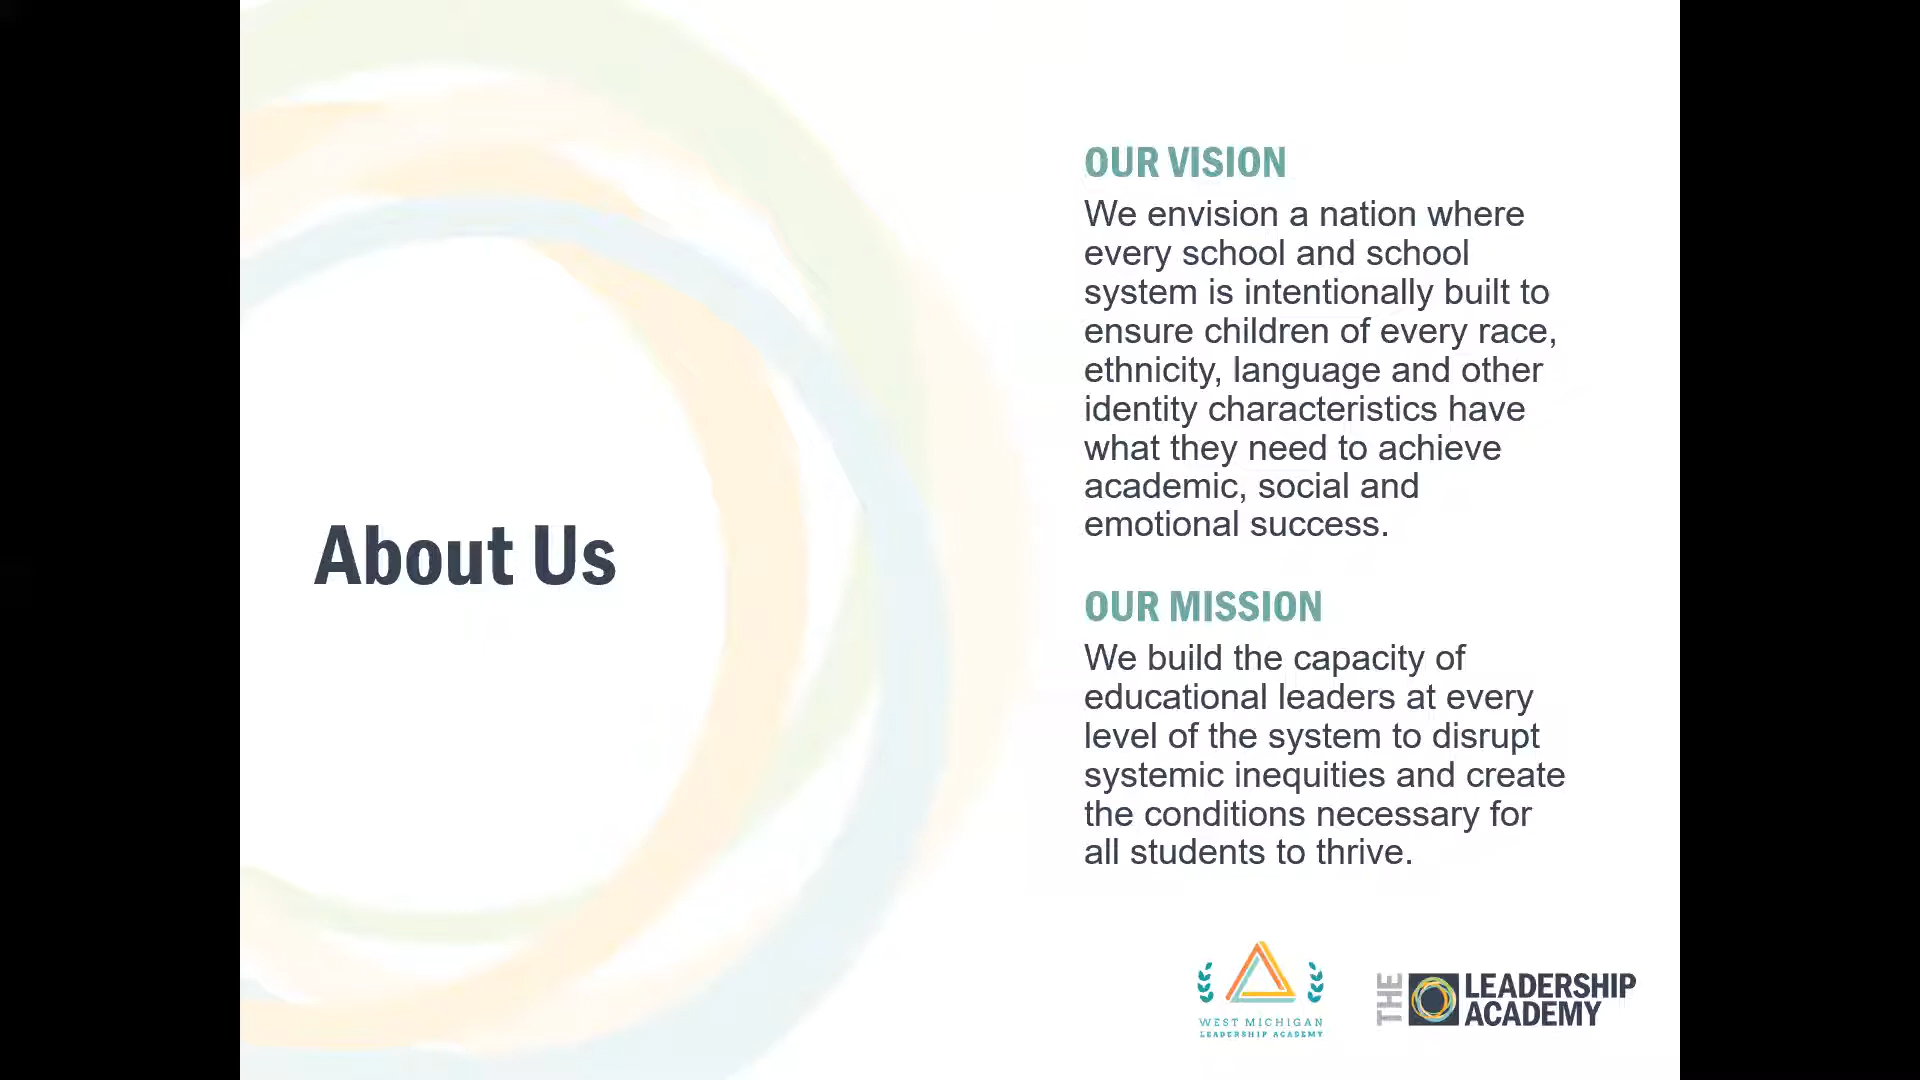 About Us
OUR VISION
We envision a nation where
every school and school
system is intentionally built to
ensure children of every race,
ethnicity, language and other
identity characteristics have
what they need to achieve
academic, social and
emotional success.
OUR MISSION
We build the capacity of
educational leaders at every
level of the system to disrupt
systemic inequities and create
the conditions necessary for
all students to thrive.
WEST MICHIGAN
LEADERSHIP ACADEMY
THE
LEADERSHIP
ACADEMY